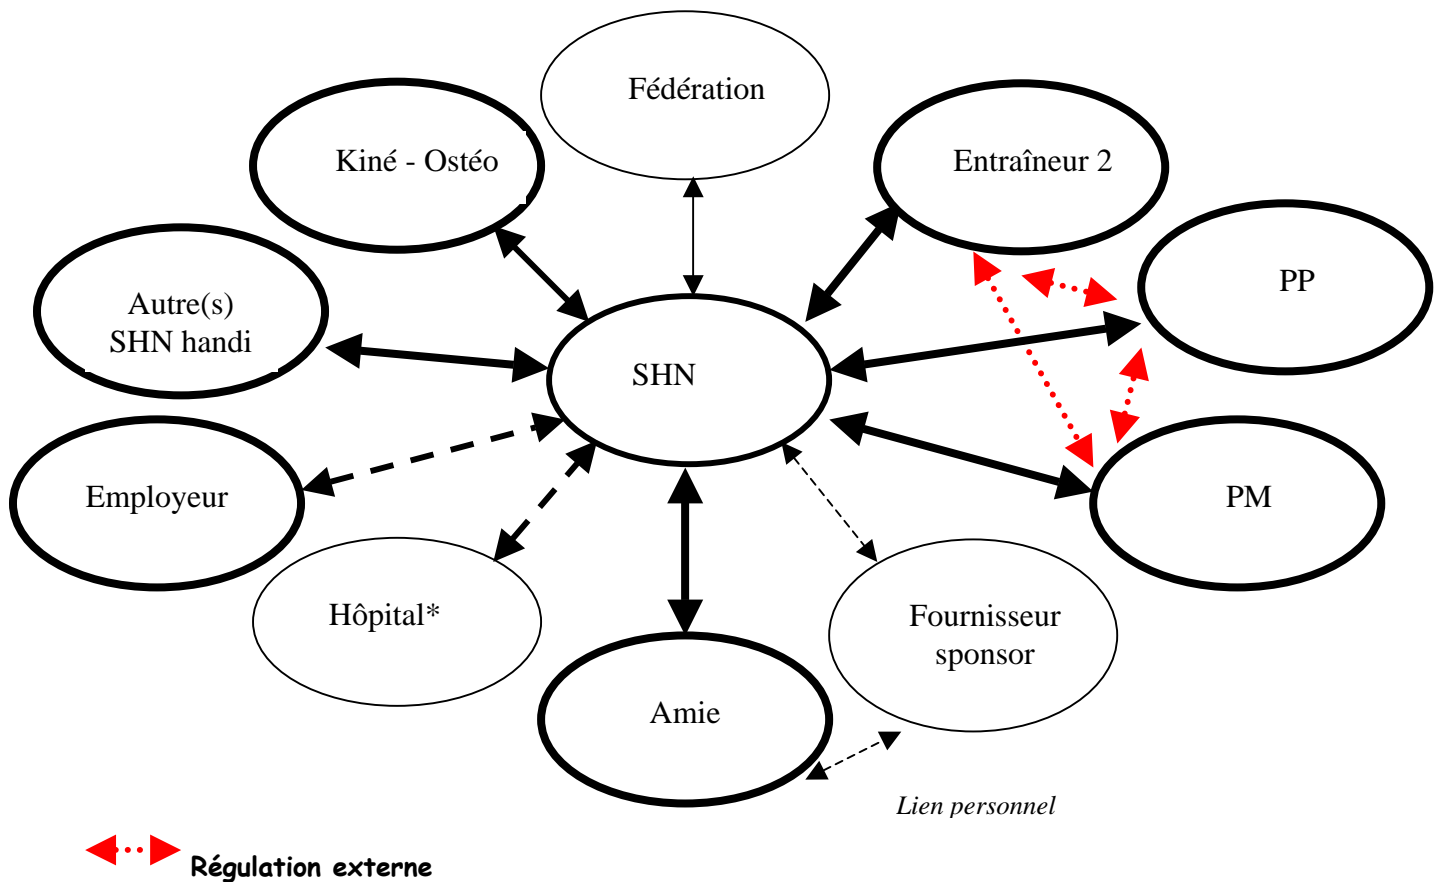 Fédération
Kiné - Ostéo
Entraîneur 2
PP
Autre(s)
SHN handi
SHN
Employeur
PM
Hôpital*
Fournisseur
sponsor
Amie
Lien personnel
Régulation externe